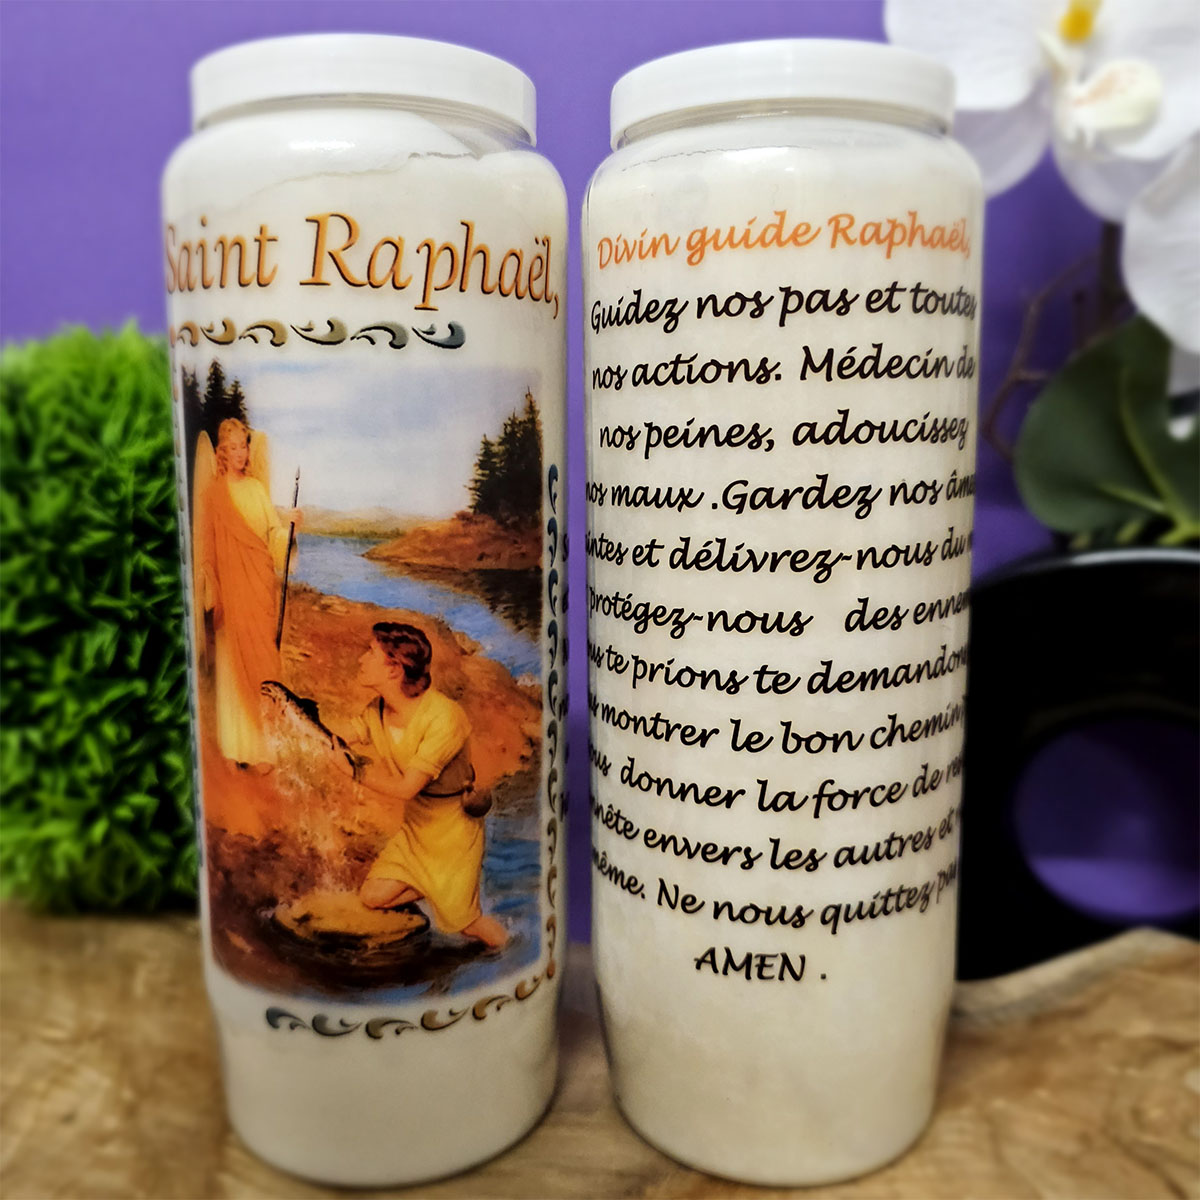 Saint Raphaël,
Divin guide Raphaël,
Guidez nos pas et toutes
nos actions. Médecin de
nos peines, adoucissez
nos maux .Gardez nos
et délivrez-nous du
protégez-nous des
te prions te
montrer le bon chemin
donner la force de
envers les autres et
même. Ne nous quittez
AMEN .